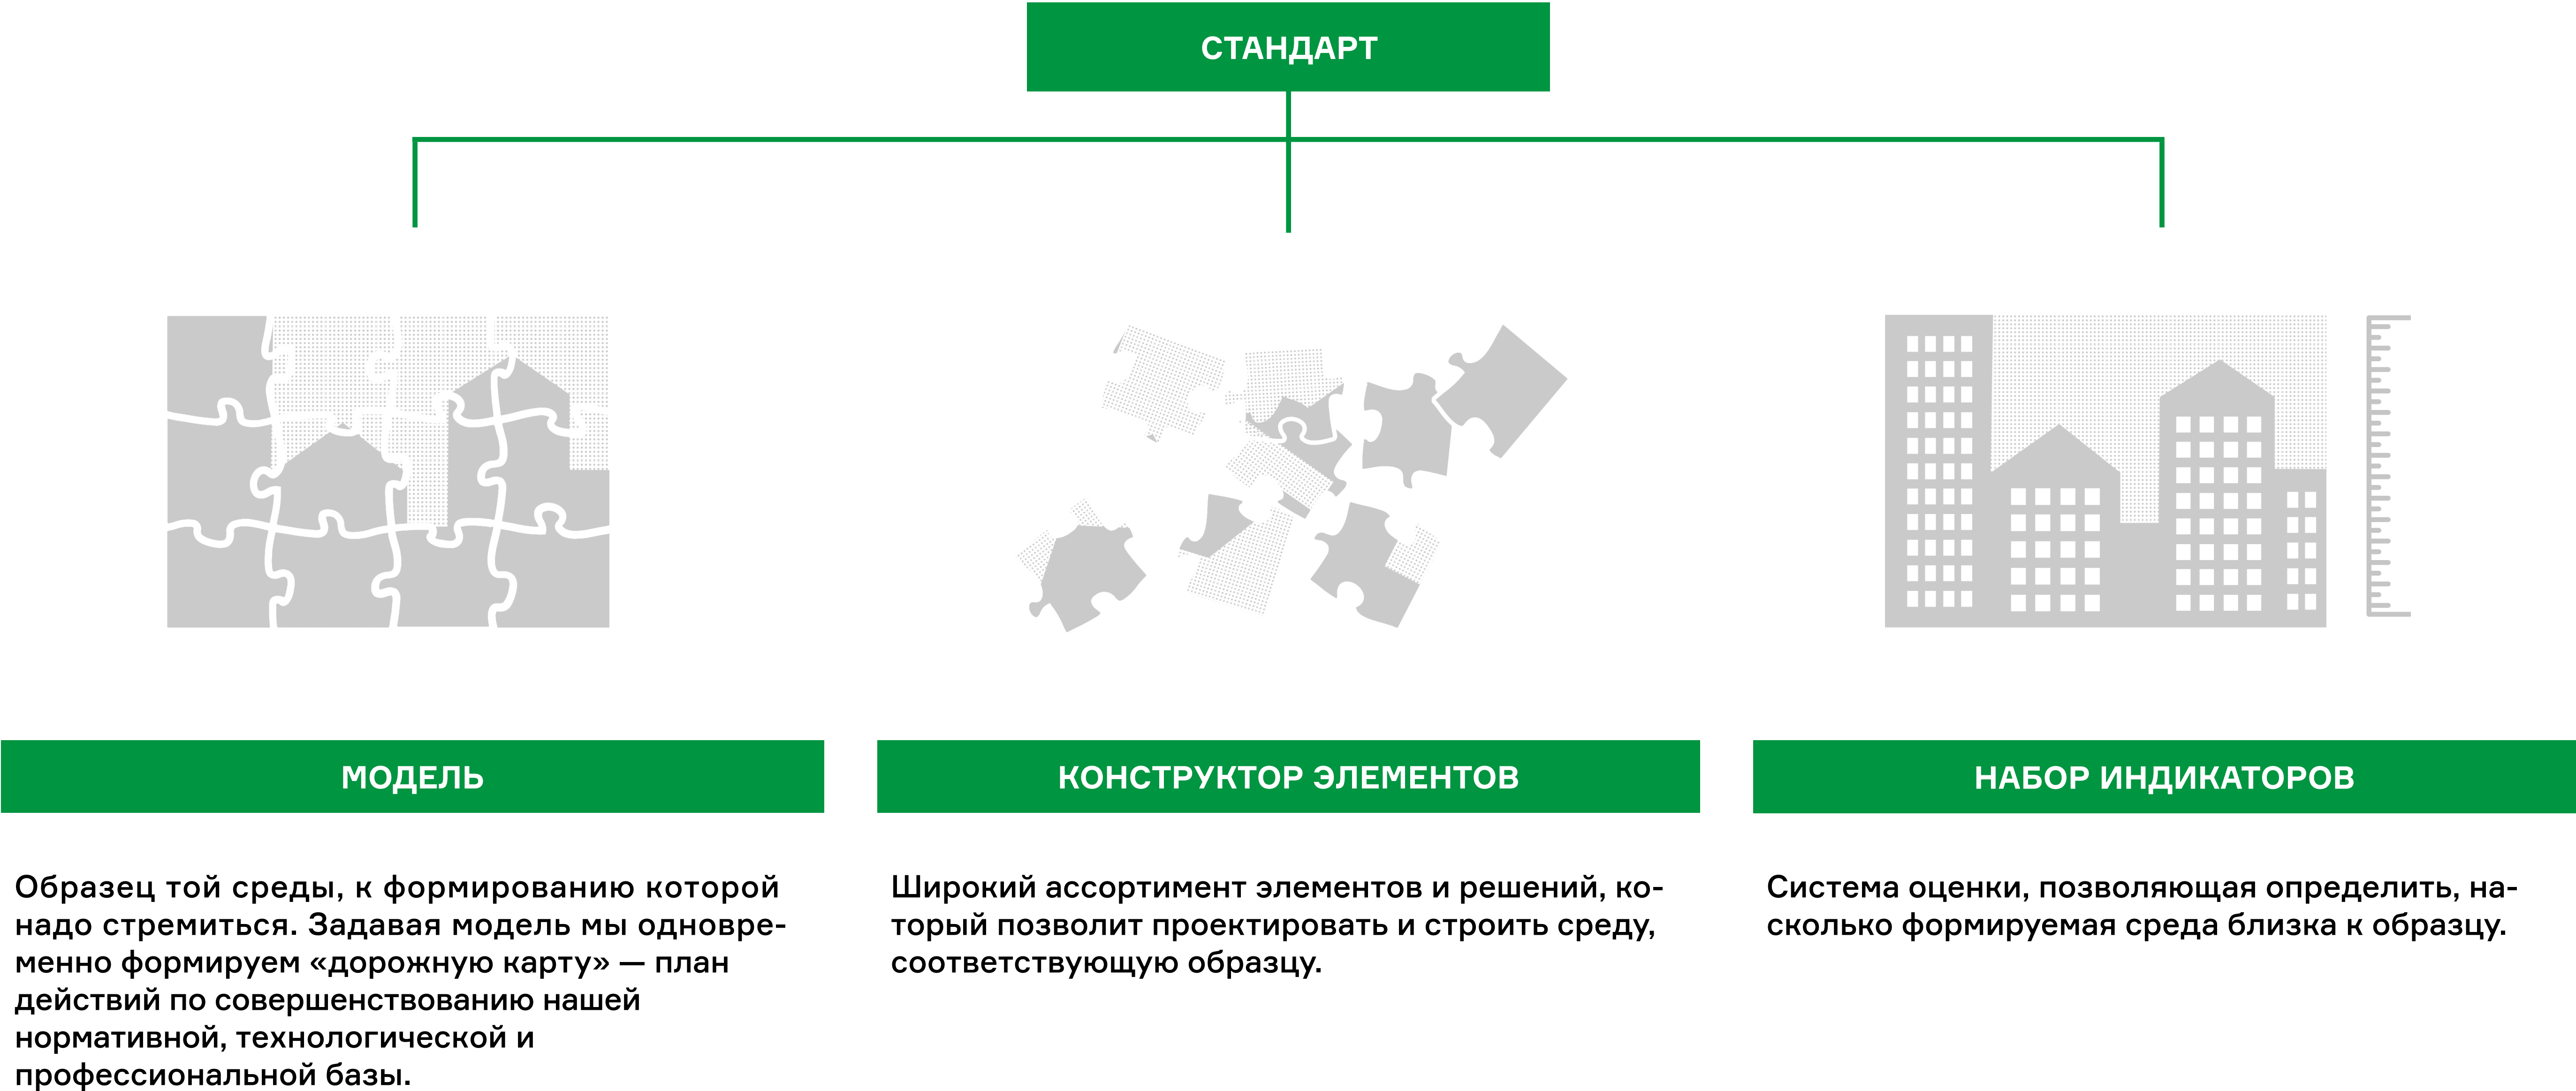 СТАНДАРТ
МОДЕЛЬ
Образец той среды, к формированию которой
надо стремиться. Задавая модель мы одновре-
менно формируем «дорожную карту» — план
действий по совершенствованию нашей
нормативной, технологической и
профессиональной базы.
КОНСТРУКТОР ЭЛЕМЕНТОВ
Широкий ассортимент элементов и решений, ко-
торый позволит проектировать и строить среду,
соответствующую образцу.
НАБОР ИНДИКАТОРОВ
Система оценки, позволяющая определить, на-
сколько формируемая среда близка к образцу.